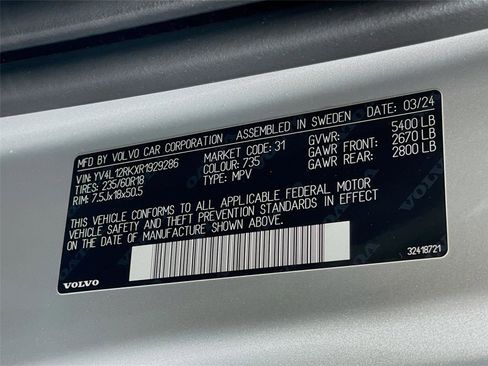 MFD BY VOLVO CAR CORPORATION ASSEMBLED IN SWEDEN DATE: 03/24
VIN: YV4L12RKXR1929286 MARKET CODE: 31 GVWR: 5400 LB
TIRES: 235/60R18 COLOUR: 735 GAWR FRONT: 2670 LB
RIM: 7.5Jx18x50.5 TYPE: MPV GAWR REAR: 2800 LB
THIS VEHICLE CONFORMS TO ALL APPLICABLE FEDERAL MOTOR
VEHICLE SAFETY AND THEFT PREVENTION STANDARDS IN EFFECT
ON THE DATE OF MANUFACTURE SHOWN ABOVE.
VOLVO 32418721